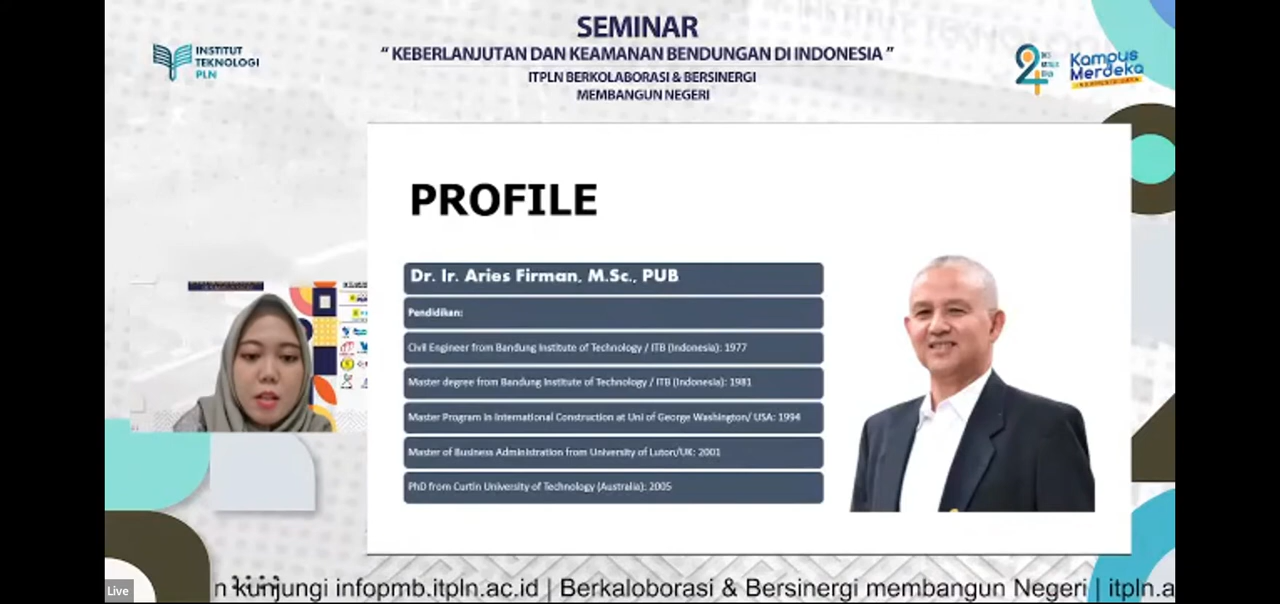 SEMINAR
“ KEBERLANJUTAN DAN KEAMANAN BENDUNGAN DI INDONESIA ”
ITPLN BERKOLABORASI & BERSINERGI
MEMBANGUN NEGERI
INSTITUT
TEKNOLOGI
PLN
Kampus
Merdeka
PROFILE
Dr. Ir. Aries Firman, M.Sc., PUB
Pendidikan:
Civil Engineer from Bandung Institute of Technology / ITB (Indonesia): 1977
Master degree from Bandung Institute of Technology / ITB (Indonesia): 1981
Master Program in International Construction at Uni of George Washington/ USA: 1994
Master of Business Administration from University of Luton/UK: 2001
PhD from Curtin University of Technology (Australia): 2005
Live
n kunjungi infopmb.itpln.ac.id | Berkaloborasi & Bersinergi membangun Negeri | itpln.a